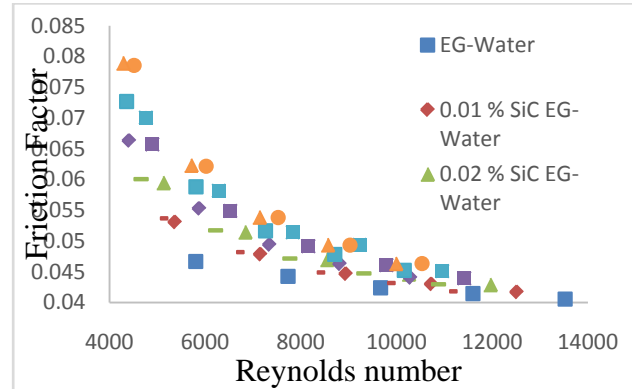 0.085
0.08
0.075
0.07
0.065
0.06
0.055
0.05
0.045
0.04
Friction Factor
EG-Water
0.01 % SiC EG-
Water
0.02 % SiC EG-
Water
4000 6000 8000 10000 12000 14000
Reynolds number